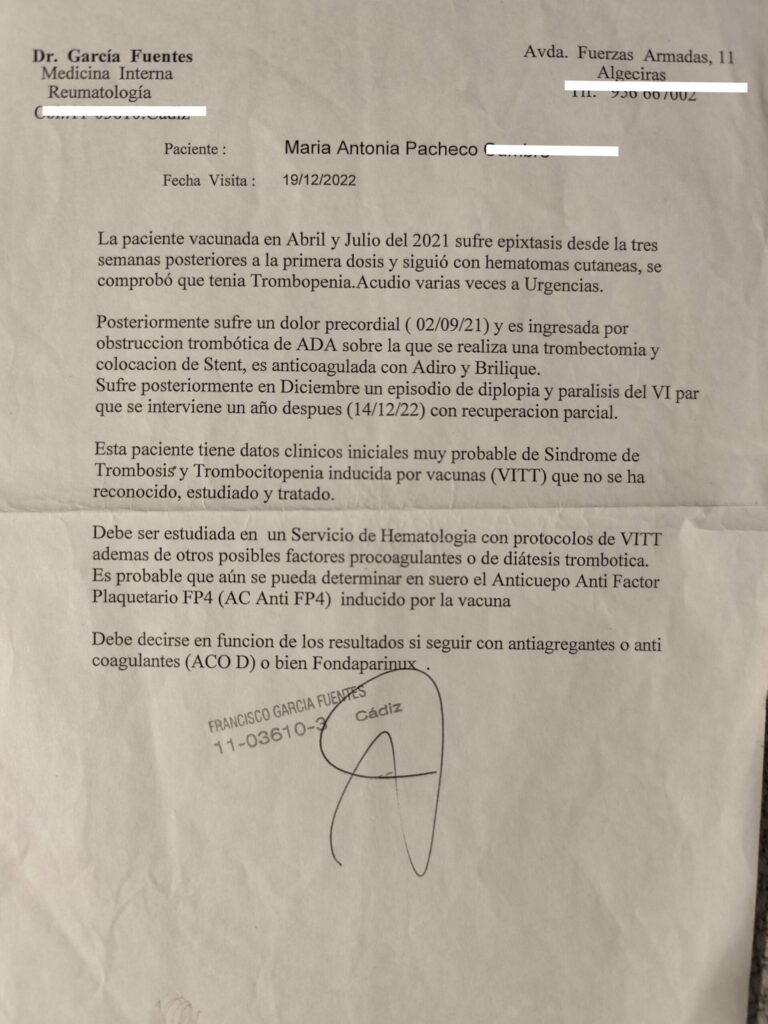 Dr. García Fuentes
Medicina Interna
Reumatología
Avda. Fuerzas Armadas, 11
Algeciras
Paciente : Maria Antonia Pacheco
Fecha Visita : 19/12/2022
La paciente vacunada en Abril y Julio del 2021 sufre epixtasis desde la tres
semanas posteriores a la primera dosis y siguió con hematomas cutaneas, se
comprobó que tenia Trombopenia.Acudio varias veces a Urgencias.
Posteriormente sufre un dolor precordial ( 02/09/21) y es ingresada por
obstruccion trombótica de ADA sobre la que se realiza una trombectomia y
colocacion de Stent, es anticoagulada con Adiro y Brilique.
Sufre posteriormente en Diciembre un episodio de diplopia y paralisis del VI par
que se interviene un año despues (14/12/22) con recuperacion parcial.
Esta paciente tiene datos clinicos iniciales muy probable de Sindrome de
Trombosis y Trombocitopenia inducida por vacunas (VITT) que no se ha
reconocido, estudiado y tratado.
Debe ser estudiada en un Servicio de Hematologia con protocolos de VITT
ademas de otros posibles factores procoagulantes o de diátesis trombotica.
Es probable que aún se pueda determinar en suero el Anticuepo Anti Factor
Plaquetario FP4 (AC Anti FP4) inducido por la vacuna
Debe decirse en funcion de los resultados si seguir con antiagregantes o anti
coagulantes (ACO D) o bien Fondaparinux .
FRANCISCO GARCIA FUENTES
11-03610-3 Cádiz